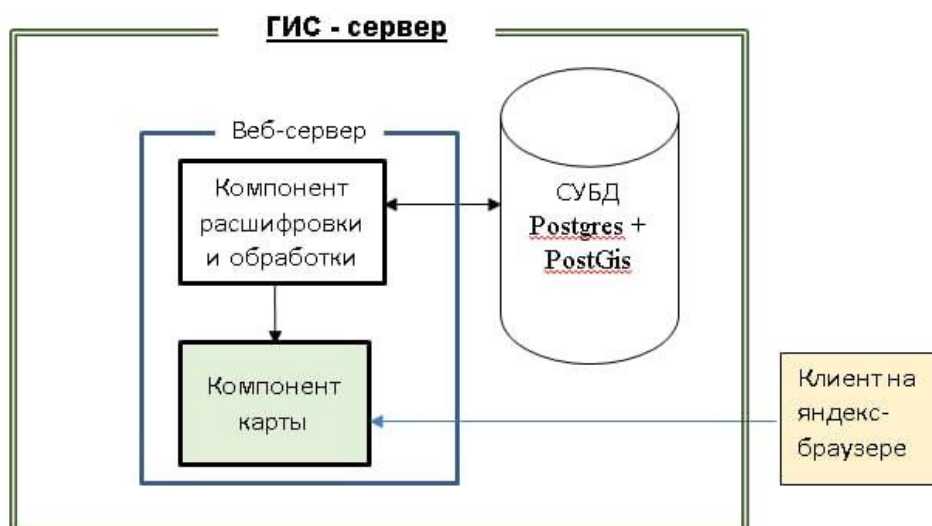 ГИС - сервер
Веб-сервер
Компонент
расшифровки
и обработки
СУБД
Postgres +
PostGis
Компонент
карты
Клиент на
яндекс-
браузере